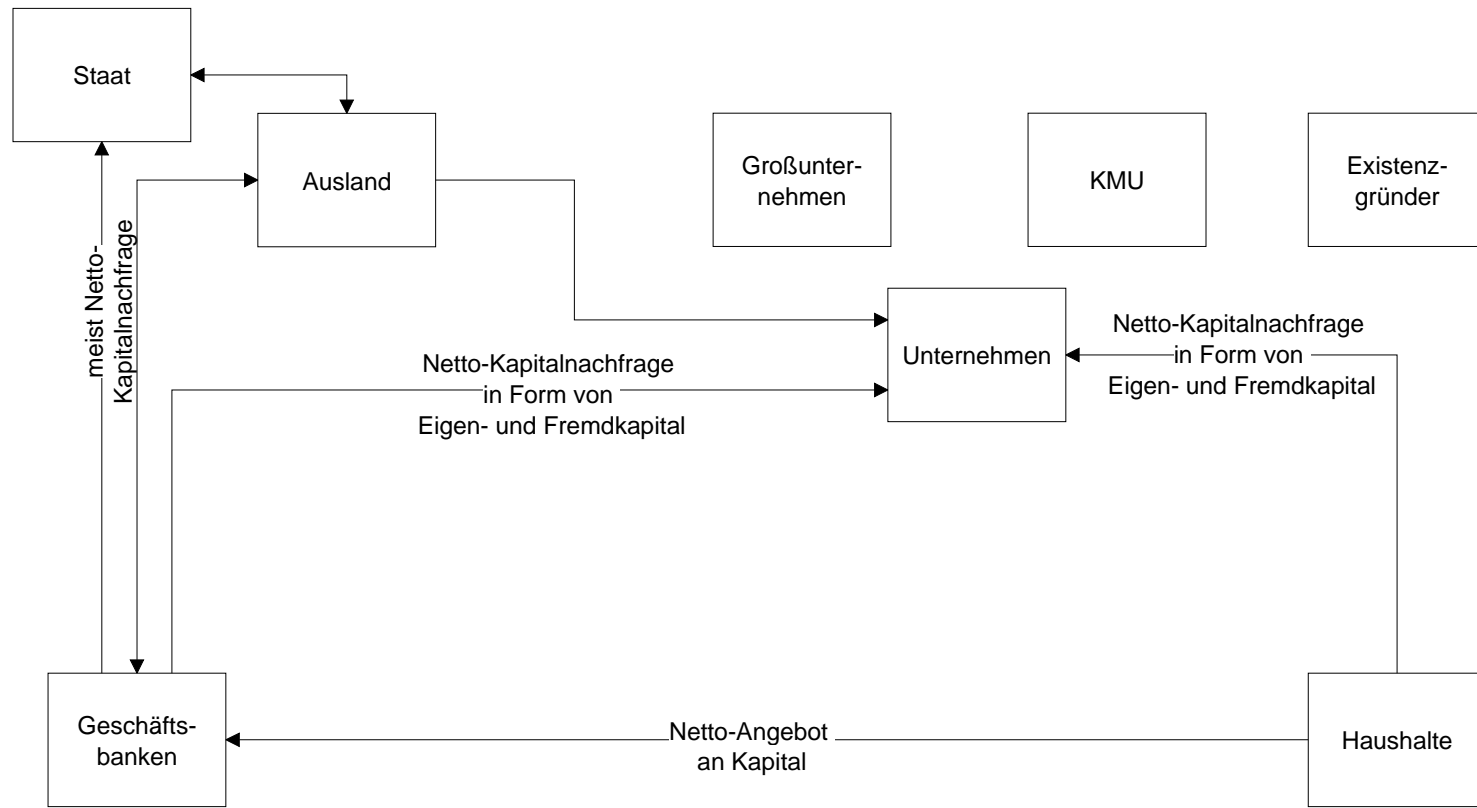 Staat
Ausland
Großunter-
nehmen
KMU
Existenz-
gründer
meist Netto-
Kapitalnachfrage
Unternehmen
Netto-Kapitalnachfrage
in Form von
Eigen- und Fremdkapital
Netto-Kapitalnachfrage
in Form von
Eigen- und Fremdkapital
Geschäfts-
banken
Netto-Angebot
an Kapital
Haushalte